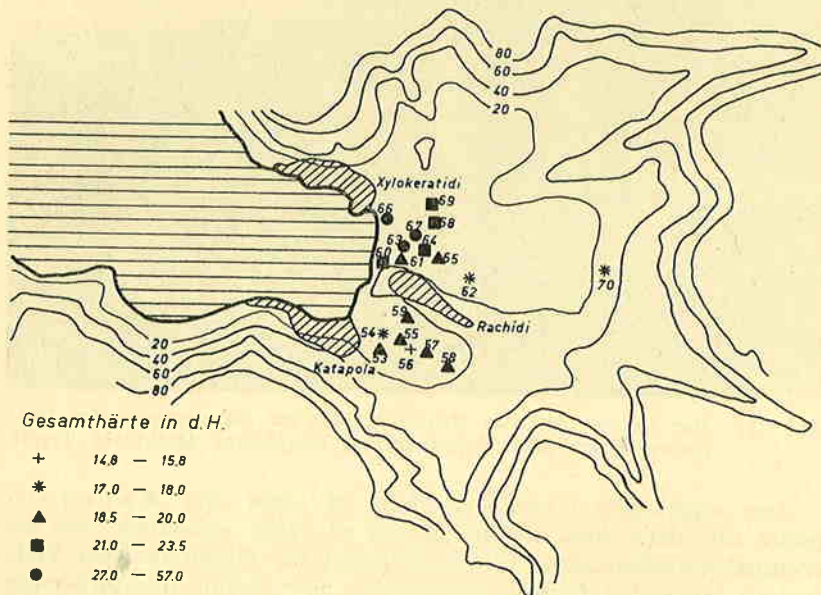 80
60
40
20
Xylokeratidi
69
66
68
67
63
64
60
61
65
62
70
59
Rachidi
54
55
57
53
56
58
Katapola
20
40
60
80
Gesamthärte in d.H.
+ 14,8 — 15,8
✳ 17,0 — 18,0
▲ 18,5 — 20,0
■ 21,0 — 23.5
● 27,0 — 57,0